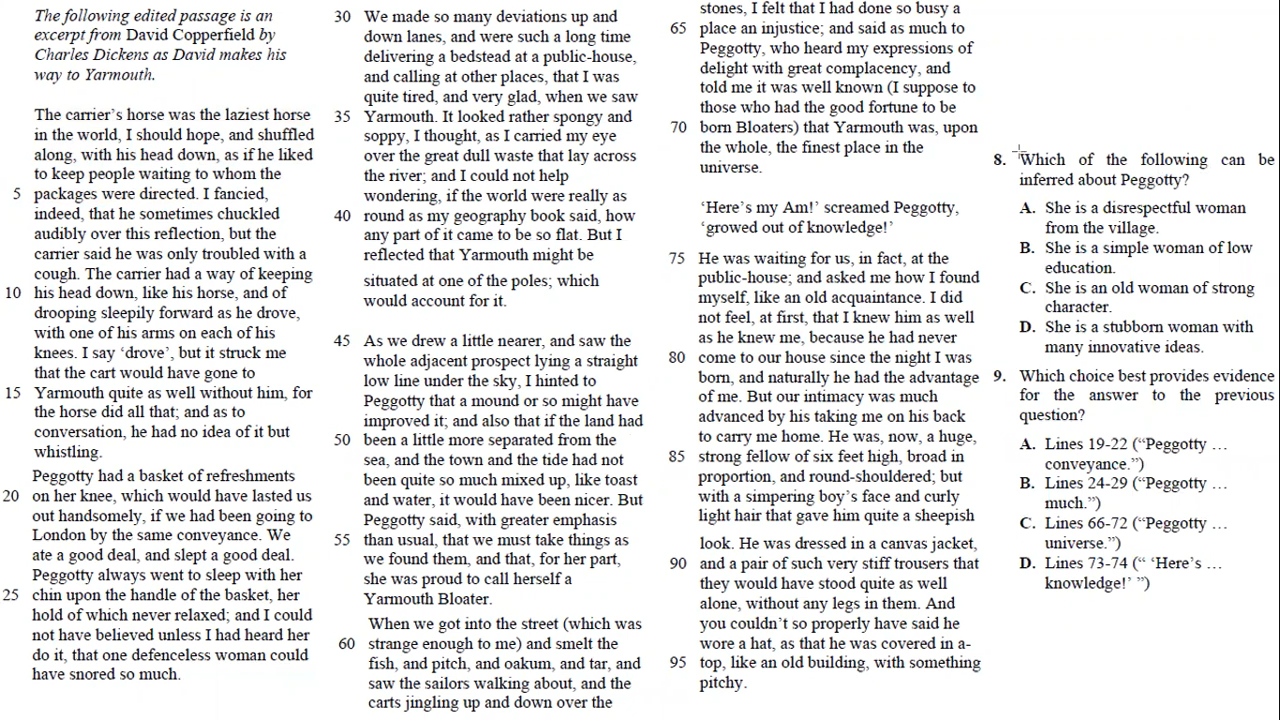 The following edited passage is an
excerpt from David Copperfield by
Charles Dickens as David makes his
way to Yarmouth.
The carrier's horse was the laziest horse
in the world, I should hope, and shuffled
along, with his head down, as if he liked
to keep people waiting to whom the
5 packages were directed. I fancied,
indeed, that he sometimes chuckled
audibly over this reflection, but the
carrier said he was only troubled with a
cough. The carrier had a way of keeping
10 his head down, like his horse, and of
drooping sleepily forward as he drove,
with one of his arms on each of his
knees. I say 'drove', but it struck me
that the cart would have gone to
15 Yarmouth quite as well without him, for
the horse did all that; and as to
conversation, he had no idea of it but
whistling.
Peggotty had a basket of refreshments
20 on her knee, which would have lasted us
out handsomely, if we had been going to
London by the same conveyance. We
ate a good deal, and slept a good deal.
Peggotty always went to sleep with her
25 chin upon the handle of the basket, her
hold of which never relaxed; and I could
not have believed unless I had heard her
do it, that one defenceless woman could
have snored so much.
30 We made so many deviations up and
down lanes, and were such a long time
delivering a bedstead at a public-house,
and calling at other places, that I was
quite tired, and very glad, when we saw
35 Yarmouth. It looked rather spongy and
soppy, I thought, as I carried my eye
over the great dull waste that lay across
the river; and I could not help
wondering, if the world were really as
40 round as my geography book said, how
any part of it came to be so flat. But I
reflected that Yarmouth might be
situated at one of the poles; which
would account for it.
45 As we drew a little nearer, and saw the
whole adjacent prospect lying a straight
low line under the sky, I hinted to
Peggotty that a mound or so might have
improved it; and also that if the land had
50 been a little more separated from the
sea, and the town and the tide had not
been quite so much mixed up, like toast
and water, it would have been nicer. But
Peggotty said, with greater emphasis
55 than usual, that we must take things as
we found them, and that, for her part,
she was proud to call herself a
Yarmouth Bloater.
When we got into the street (which was
60 strange enough to me) and smelt the
fish, and pitch, and oakum, and tar, and
saw the sailors walking about, and the
carts jingling up and down over the
stones, I felt that I had done so busy a
65 place an injustice; and said as much to
Peggotty, who heard my expressions of
delight with great complacency, and
told me it was well known (I suppose to
those who had the good fortune to be
70 born Bloaters) that Yarmouth was, upon
the whole, the finest place in the
universe.
'Here's my Am!' screamed Peggotty,
'growed out of knowledge!'
75 He was waiting for us, in fact, at the
public-house; and asked me how I found
myself, like an old acquaintance. I did
not feel, at first, that I knew him as well
as he knew me, because he had never
80 come to our house since the night I was
born, and naturally he had the advantage
of me. But our intimacy was much
advanced by his taking me on his back
to carry me home. He was, now, a huge,
85 strong fellow of six feet high, broad in
proportion, and round-shouldered; but
with a simpering boy's face and curly
light hair that gave him quite a sheepish
look. He was dressed in a canvas jacket,
90 and a pair of such very stiff trousers that
they would have stood quite as well
alone, without any legs in them. And
you couldn't so properly have said he
wore a hat, as that he was covered in a-
95 top, like an old building, with something
pitchy.
8. Which of the following can be
inferred about Peggotty?
A. She is a disrespectful woman
from the village.
B. She is a simple woman of low
education.
C. She is an old woman of strong
character.
D. She is a stubborn woman with
many innovative ideas.
9. Which choice best provides evidence
for the answer to the previous
question?
A. Lines 19-22 ("Peggotty …
conveyance.")
B. Lines 24-29 ("Peggotty …
much.")
C. Lines 66-72 ("Peggotty …
universe.")
D. Lines 73-74 (" 'Here's …
knowledge!' ")